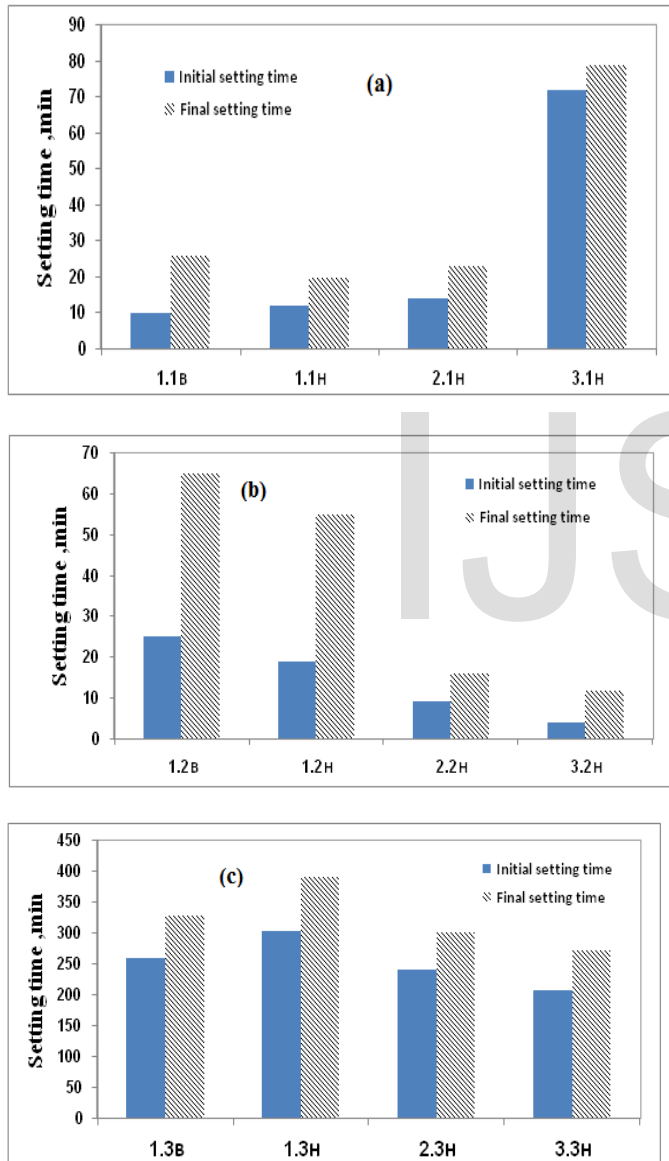 90
80
70
60
50
40
30
20
10
0
Setting time ,min
Initial setting time
Final setting time
(a)
1.1B 1.1H 2.1H 3.1H
70
60
50
40
30
20
10
0
Setting time ,min
(b)
Initial setting time
Final setting time
1.2B 1.2H 2.2H 3.2H
IJS
450
400
350
300
250
200
150
100
50
0
Setting time ,min
(c)
Initial setting time
Final setting time
1.3B 1.3H 2.3H 3.3H